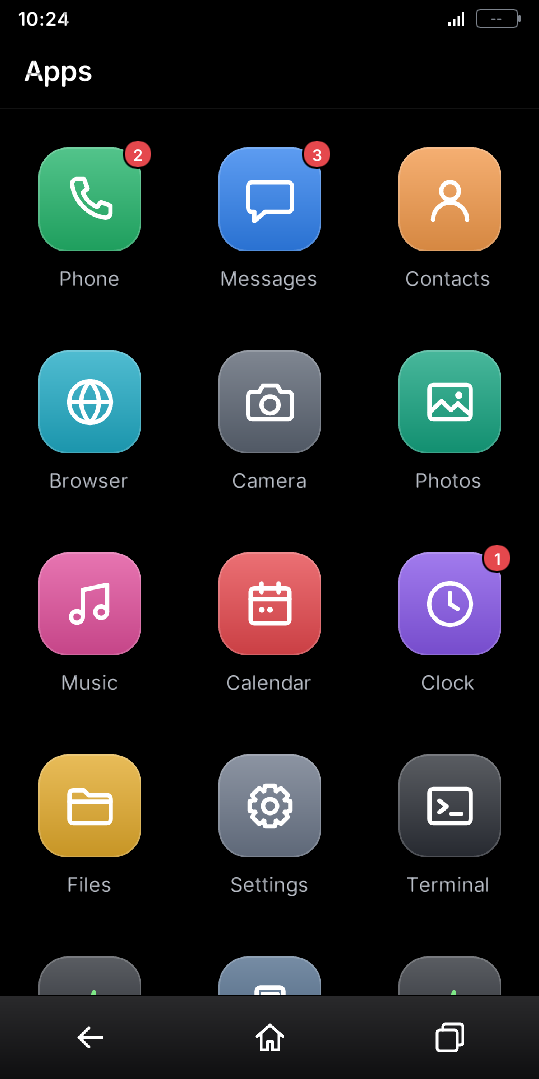 10:24
--
Apps
2
3
Phone
Messages
Contacts
Browser
Camera
Photos
1
Music
Calendar
Clock
Files
Settings
Terminal